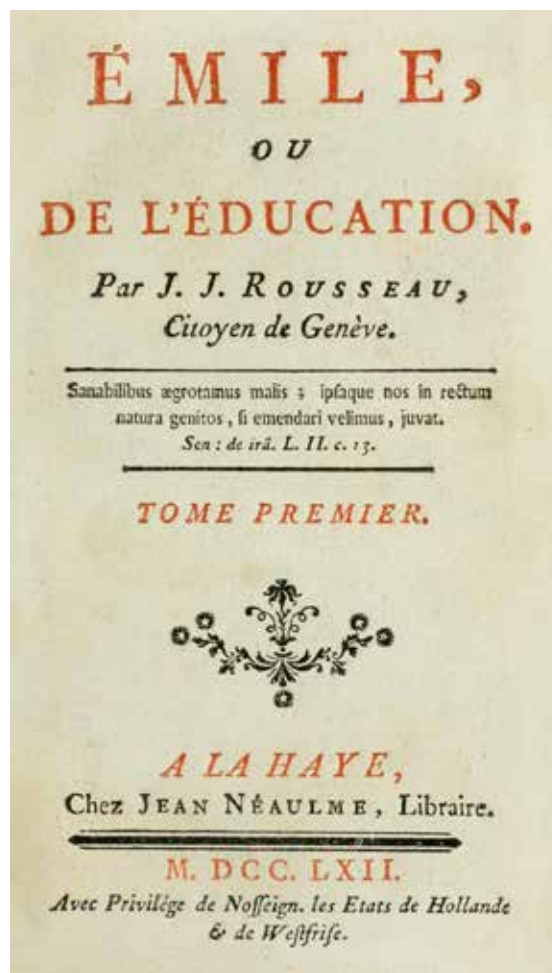 ÉMILE,
OU
DE L'ÉDUCATION.
Par J. J. ROUSSEAU,
Citoyen de Genève.
Sanabilibus ægrotamus malis ; ipſaque nos in rectum
natura genitos, ſi emendari velimus, juvat.
Sen : de irâ. L. II. c. 13.
TOME PREMIER.
A LA HAYE,
Chez JEAN NÉAULME, Libraire.
M. DCC. LXII.
Avec Privilége de Noſſeign. les Etats de Hollande
& de Weſtfriſe.